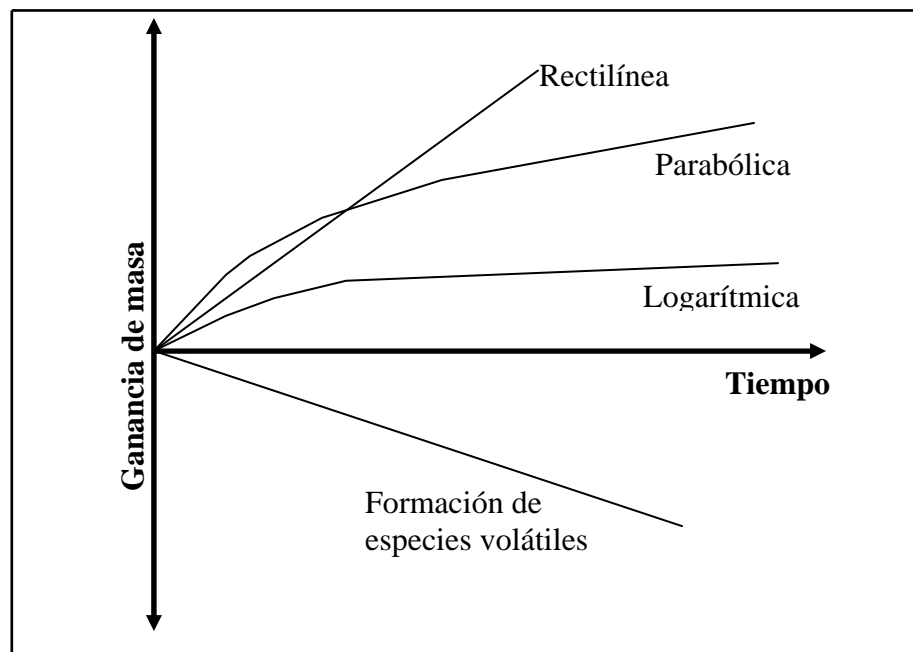 Rectilínea
Parabólica
Logarítmica
Ganancia de masa
Tiempo
Formación de
especies volátiles